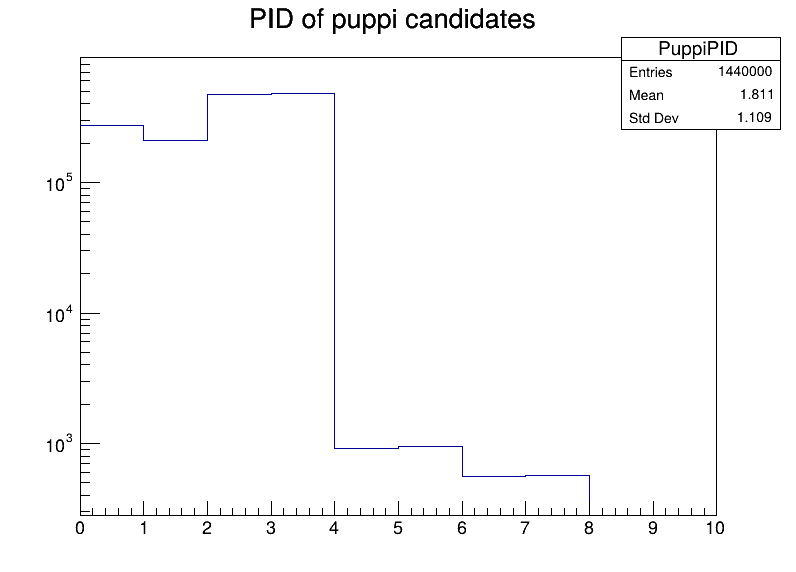 PID of puppi candidates
PuppiPID
Entries 1440000
Mean 1.811
Std Dev 1.109
10^5
10^4
10^3
0 1 2 3 4 5 6 7 8 9 10